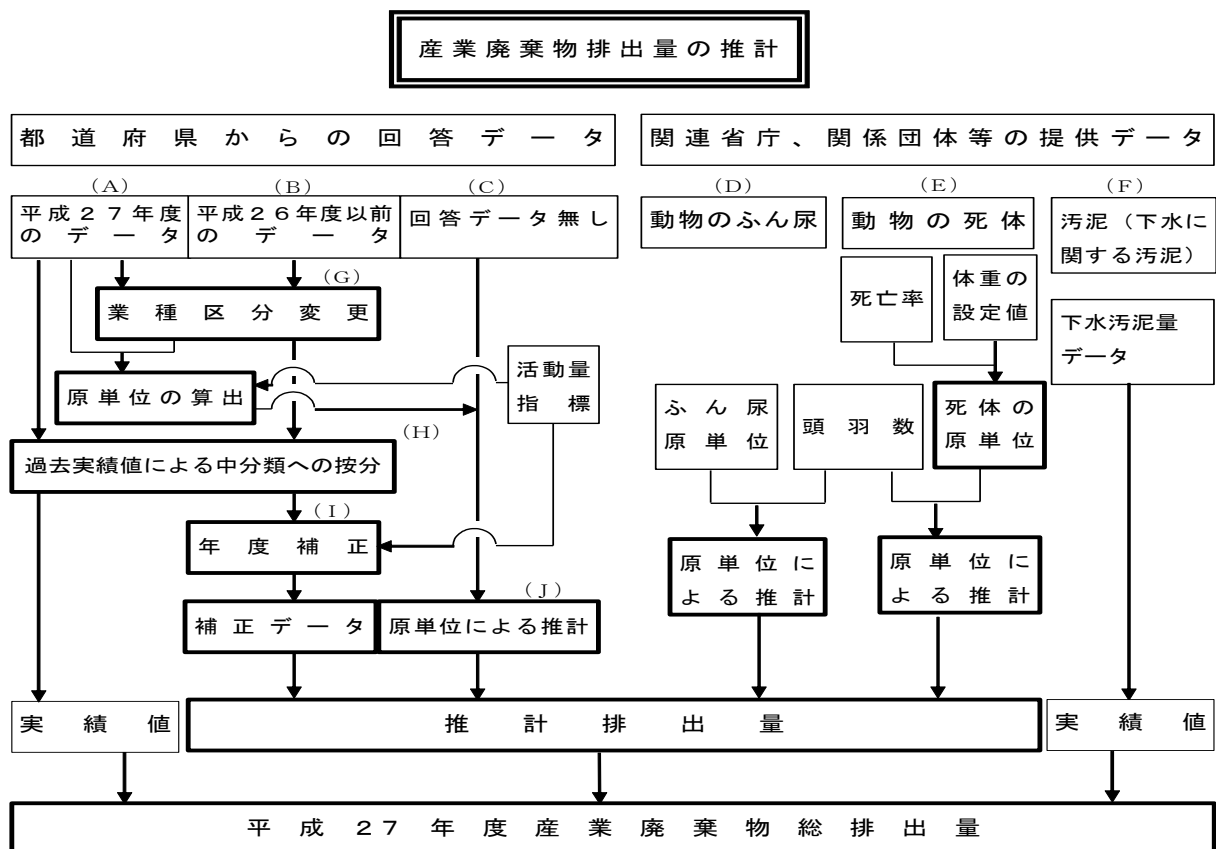 産業廃棄物排出量の推計
都道府県からの回答データ
関連省庁、関係団体等の提供データ
(A)
(B)
(C)
(D)
(E)
(F)
平成27年度
のデータ
平成26年度以前
のデータ
回答データ無し
動物のふん尿
動物の死体
汚泥(下水に
関する汚泥)
(G)
業種区分変更
死亡率
体重の
設定値
下水汚泥量
データ
原単位の算出
活動量
指標
ふん尿
原単位
頭羽数
死体の
原単位
(H)
過去実績値による中分類への按分
(I)
年度補正
原単位に
よる推計
原単位に
よる推計
(J)
補正データ
原単位による推計
実績値
推計排出量
実績値
平成27年度産業廃棄物総排出量